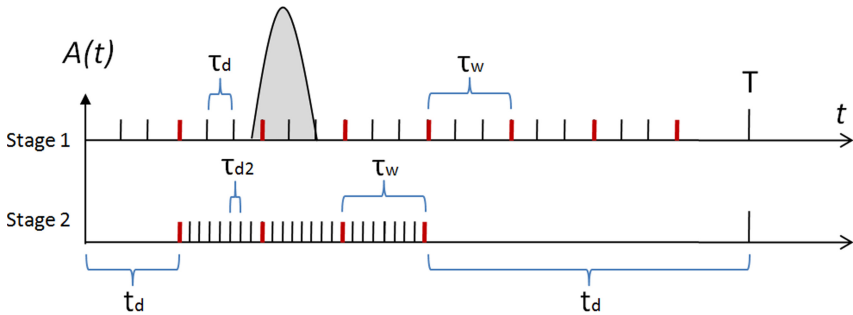 A(t)
τd
τw
T
t
Stage 1
τd2
τw
Stage 2
td
td